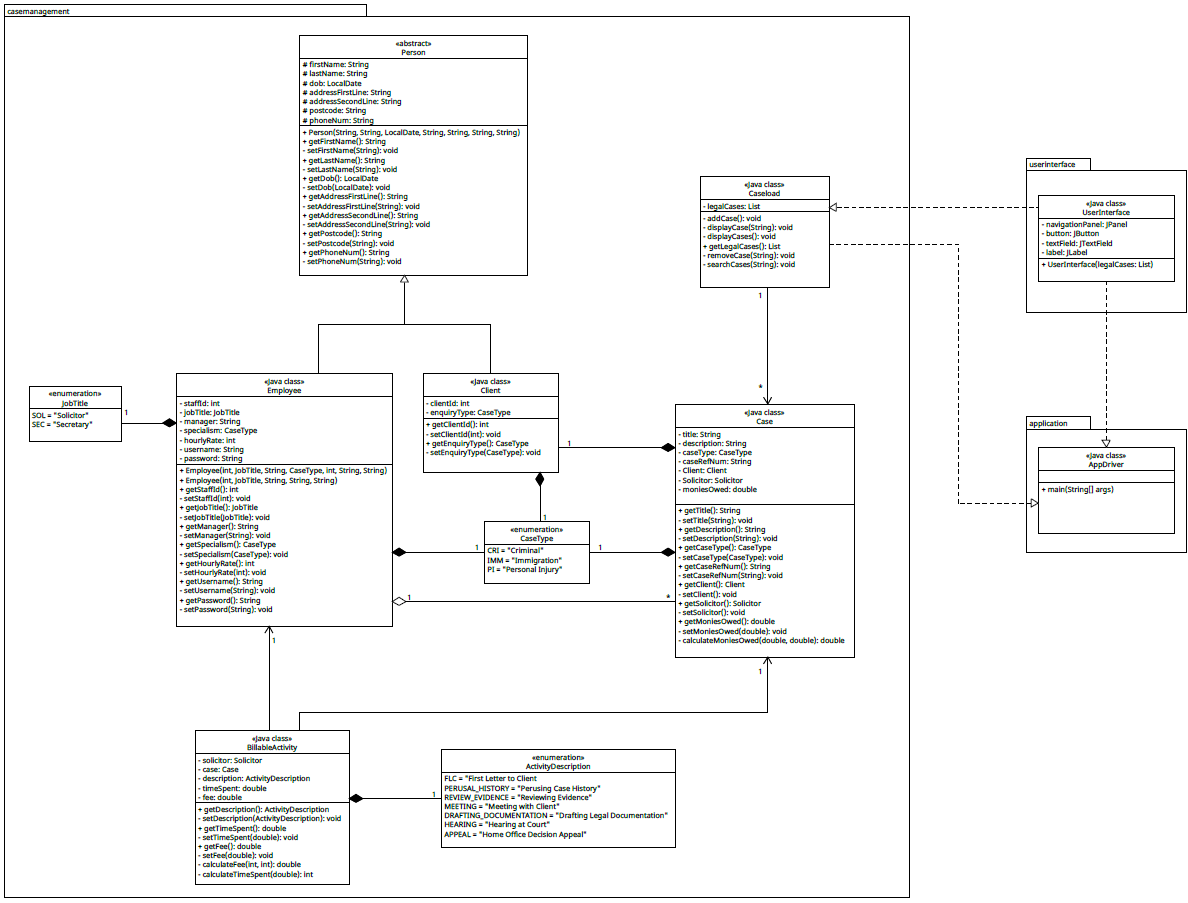 casemanagement
«abstract»
Person
# firstName: String
# lastName: String
# dob: LocalDate
# addressFirstLine: String
# addressSecondLine: String
# postcode: String
# phoneNum: String
+ Person(String, String, LocalDate, String, String, String, String)
+ getFirstName(): String
- setFirstName(String): void
+ getLastName(): String
- setLastName(String): void
+ getDob(): LocalDate
- setDob(LocalDate): void
+ getAddressFirstLine(): String
- setAddressFirstLine(String): void
+ getAddressSecondLine(): String
- setAddressSecondLine(String): void
+ getPostcode(): String
- setPostcode(String): void
+ getPhoneNum(): String
- setPhoneNum(String): void
«Java class»
Caseload
- legalCases: List
- addCase(): void
- displayCase(String): void
- displayCases(): void
+ getLegalCases(): List
- removeCase(String): void
- searchCases(String): void
1
*
userinterface
«Java class»
UserInterface
- navigationPanel: JPanel
- button: JButton
- textField: JTextField
- label: JLabel
+ UserInterface(legalCases: List)
«enumeration»
JobTitle
SOL = "Solicitor"
SEC = "Secretary"
1
«Java class»
Employee
- staffId: int
- jobTitle: JobTitle
- manager: String
- specialism: CaseType
- hourlyRate: int
- username: String
- password: String
+ Employee(int, JobTitle, String, CaseType, int, String, String)
+ Employee(int, JobTitle, String, String, String)
+ getStaffId(): int
- setStaffId(int): void
+ getJobTitle(): JobTitle
- setJobTitle(JobTitle): void
+ getManager(): String
- setManager(String): void
+ getSpecialism(): CaseType
- setSpecialism(CaseType): void
+ getHourlyRate(): int
- setHourlyRate(int): void
+ getUsername(): String
- setUsername(String): void
+ getPassword(): String
- setPassword(String): void
«Java class»
Client
- clientId: int
- enquiryType: CaseType
+ getClientId(): int
- setClientId(int): void
+ getEnquiryType(): CaseType
- setEnquiryType(CaseType): void
1
1
«enumeration»
CaseType
CRI = "Criminal"
IMM = "Immigration"
PI = "Personal Injury"
1
1
1
*
«Java class»
Case
- title: String
- description: String
- caseType: CaseType
- caseRefNum: String
- Client: Client
- Solicitor: Solicitor
- moniesOwed: double
+ getTitle(): String
- setTitle(String): void
+ getDescription(): String
- setDescription(String): void
+ getCaseType(): CaseType
- setCaseType(CaseType): void
+ getCaseRefNum(): String
- setCaseRefNum(String): void
+ getClient(): Client
- setClient(): void
+ getSolicitor(): Solicitor
- setSolicitor(): void
+ getMoniesOwed(): double
- setMoniesOwed(double): void
- calculateMoniesOwed(double, double): double
application
«Java class»
AppDriver
+ main(String[] args)
1
1
«Java class»
BillableActivity
- solicitor: Solicitor
- case: Case
- description: ActivityDescription
- timeSpent: double
- fee: double
+ getDescription(): ActivityDescription
- setDescription(ActivityDescription): void
+ getTimeSpent(): double
- setTimeSpent(double): void
+ getFee(): double
- setFee(double): void
- calculateFee(int, int): double
- calculateTimeSpent(double): int
1
«enumeration»
ActivityDescription
FLC = "First Letter to Client
PERUSAL_HISTORY = "Perusing Case History"
REVIEW_EVIDENCE = "Reviewing Evidence"
MEETING = "Meeting with Client"
DRAFTING_DOCUMENTATION = "Drafting Legal Documentation"
HEARING = "Hearing at Court"
APPEAL = "Home Office Decision Appeal"